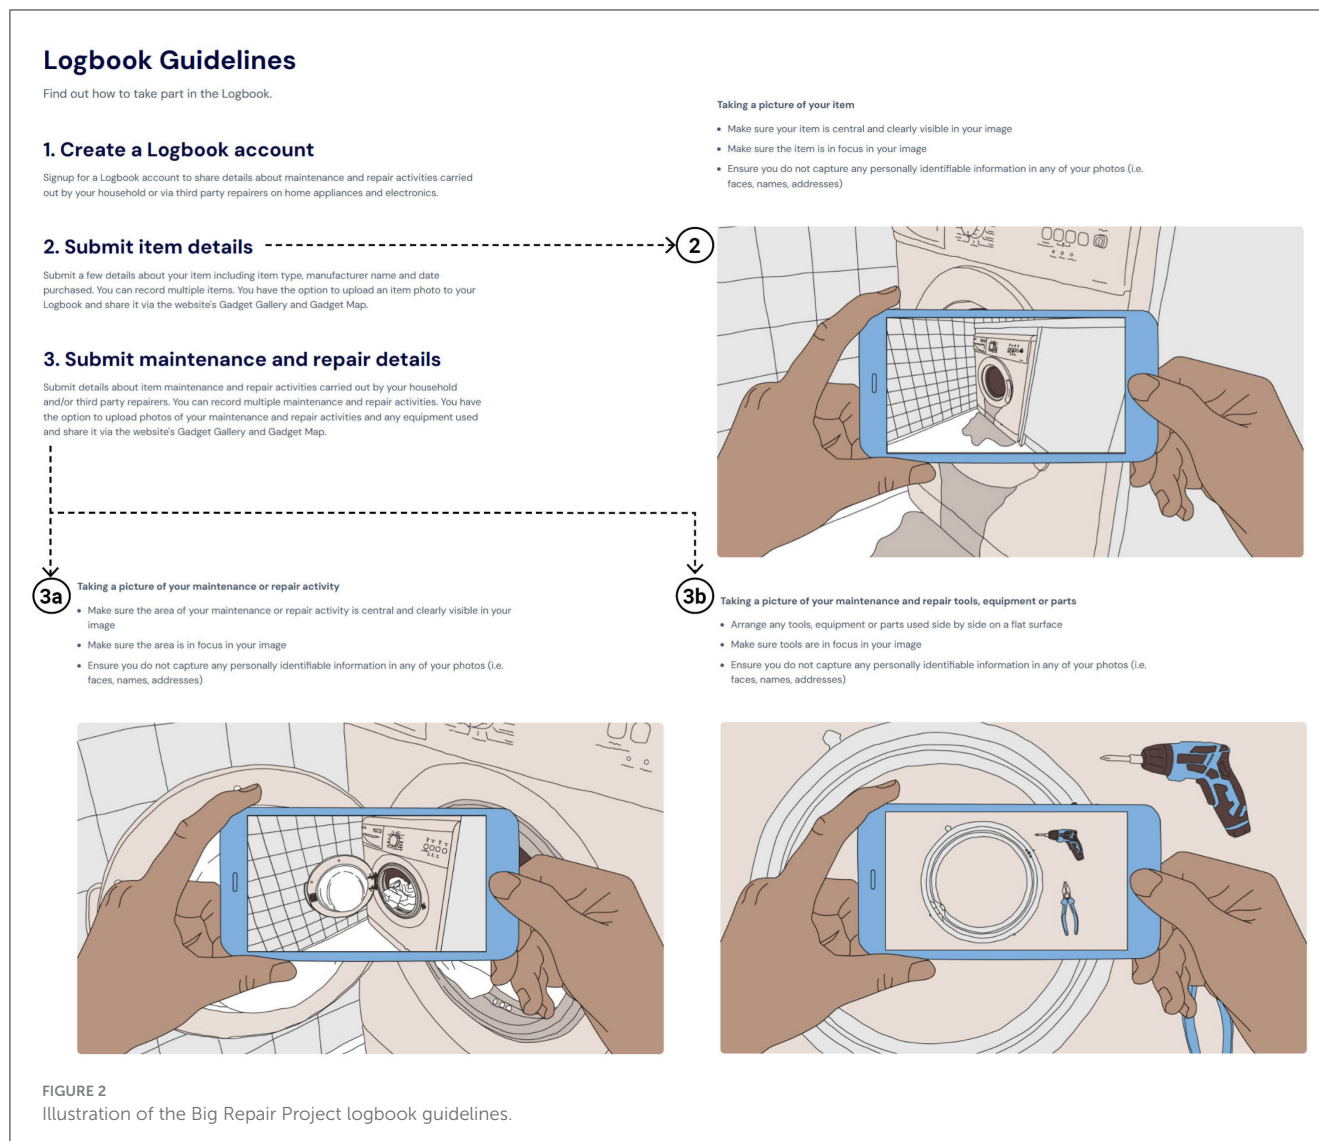 Logbook Guidelines
Find out how to take part in the Logbook.
1. Create a Logbook account
Signup for a Logbook account to share details about maintenance and repair activities carried
out by your household or via third party repairers on home appliances and electronics.
2. Submit item details
Submit a few details about your item including item type, manufacturer name and date
purchased. You can record multiple items. You have the option to upload an item photo to your
Logbook and share it via the website's Gadget Gallery and Gadget Map.
3. Submit maintenance and repair details
Submit details about item maintenance and repair activities carried out by your household
and/or third party repairers. You can record multiple maintenance and repair activities. You have
the option to upload photos of your maintenance and repair activities and any equipment used
and share it via the website's Gadget Gallery and Gadget Map.
2
Taking a picture of your item
• Make sure your item is central and clearly visible in your image
• Make sure the item is in focus in your image
• Ensure you do not capture any personally identifiable information in any of your photos (i.e.
faces, names, addresses)
3a
Taking a picture of your maintenance or repair activity
• Make sure the area of your maintenance or repair activity is central and clearly visible in your
image
• Make sure the area is in focus in your image
• Ensure you do not capture any personally identifiable information in any of your photos (i.e.
faces, names, addresses)
3b
Taking a picture of your maintenance and repair tools, equipment or parts
• Arrange any tools, equipment or parts used side by side on a flat surface
• Make sure tools are in focus in your image
• Ensure you do not capture any personally identifiable information in any of your photos (i.e.
faces, names, addresses)
FIGURE 2
Illustration of the Big Repair Project logbook guidelines.